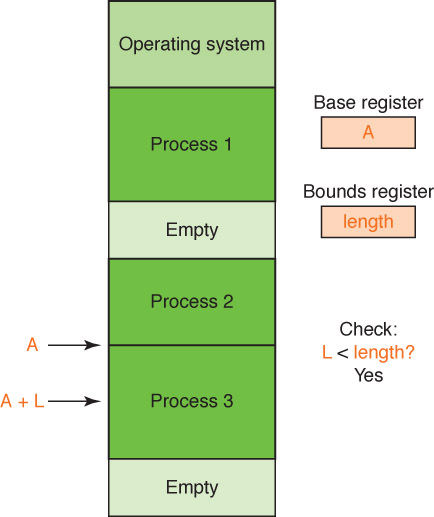 Operating system
Process 1
Empty
Process 2
A
Process 3
A + L
Empty
Base register
A
Bounds register
length
Check:
L < length?
Yes